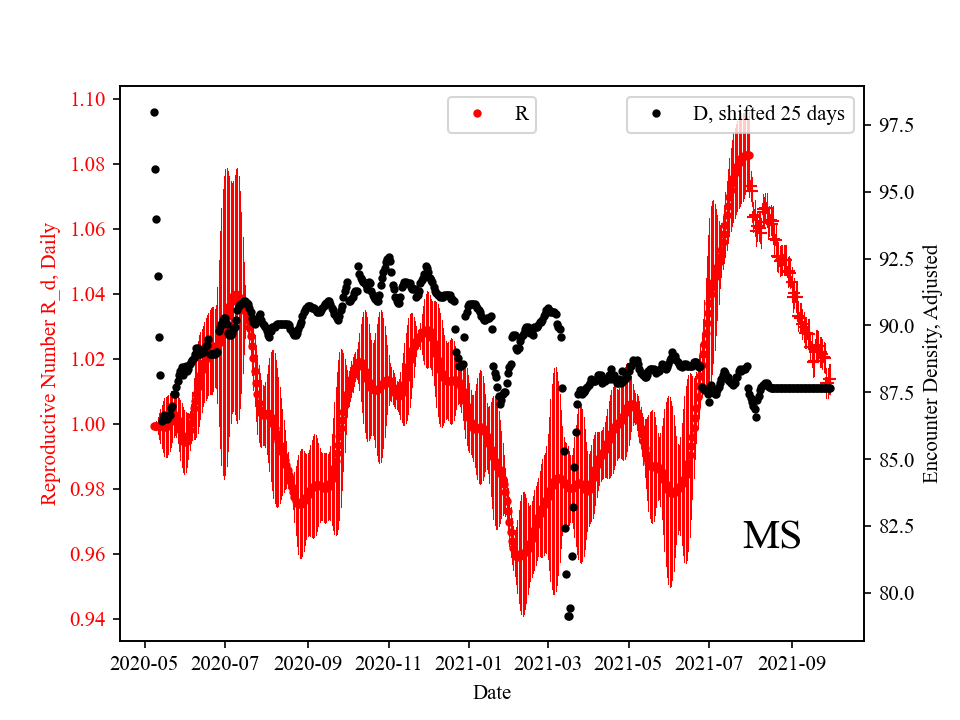 R
D, shifted 25 days
1.10
1.08
1.06
1.04
1.02
1.00
0.98
0.96
0.94
Reproductive Number R_d, Daily
97.5
95.0
92.5
90.0
87.5
85.0
82.5
80.0
Encounter Density, Adjusted
MS
2020-05 2020-07 2020-09 2020-11 2021-01 2021-03 2021-05 2021-07 2021-09
Date